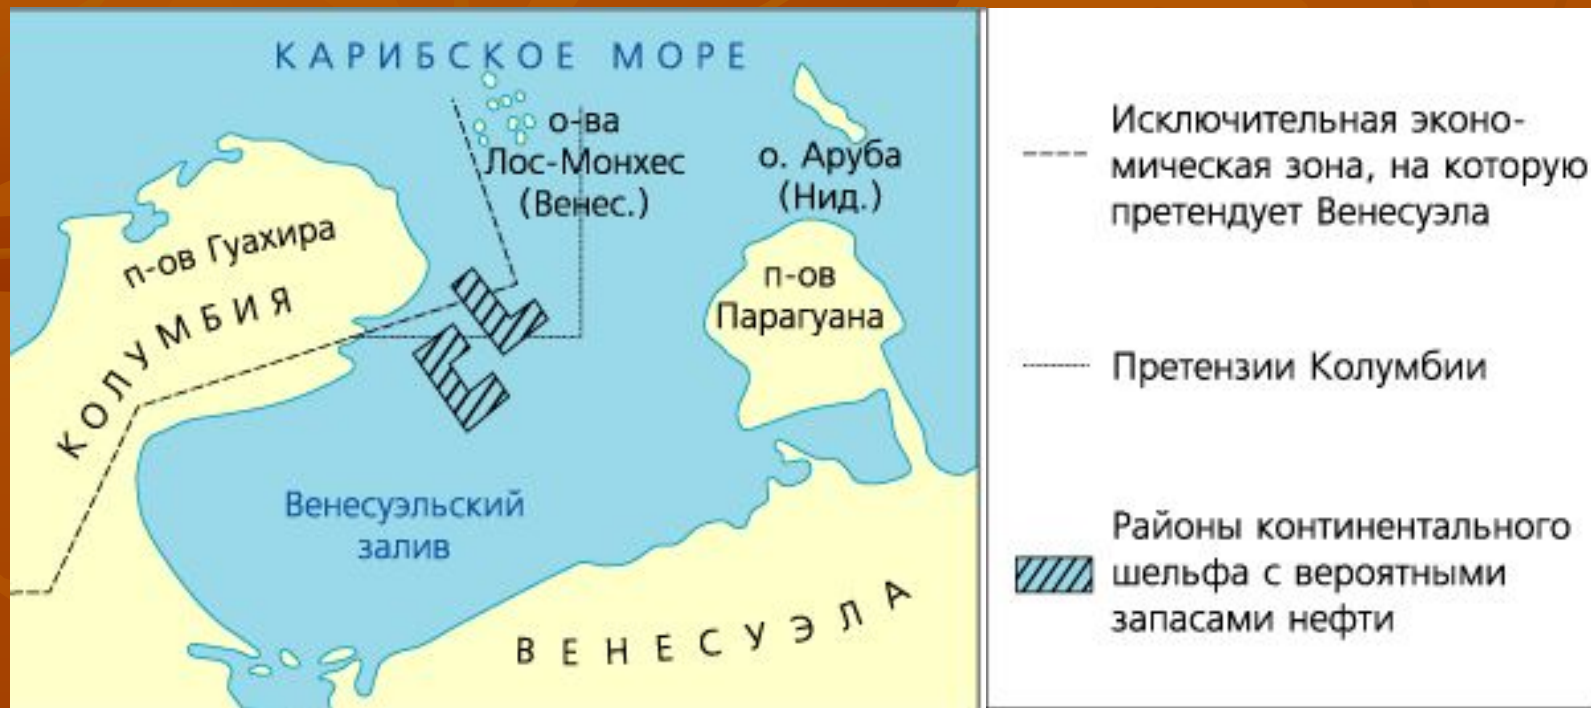 КАРИБСКОЕ МОРЕ
о-ва
Лос-Монхес
(Венес.)
о. Аруба
(Нид.)
п-ов Гуахира
КОЛУМБИЯ
п-ов
Парагуана
Венесуэльский
залив
ВЕНЕСУЭЛА
Исключительная эконо-
мическая зона, на которую
претендует Венесуэла
Претензии Колумбии
Районы континентального
шельфа с вероятными
запасами нефти